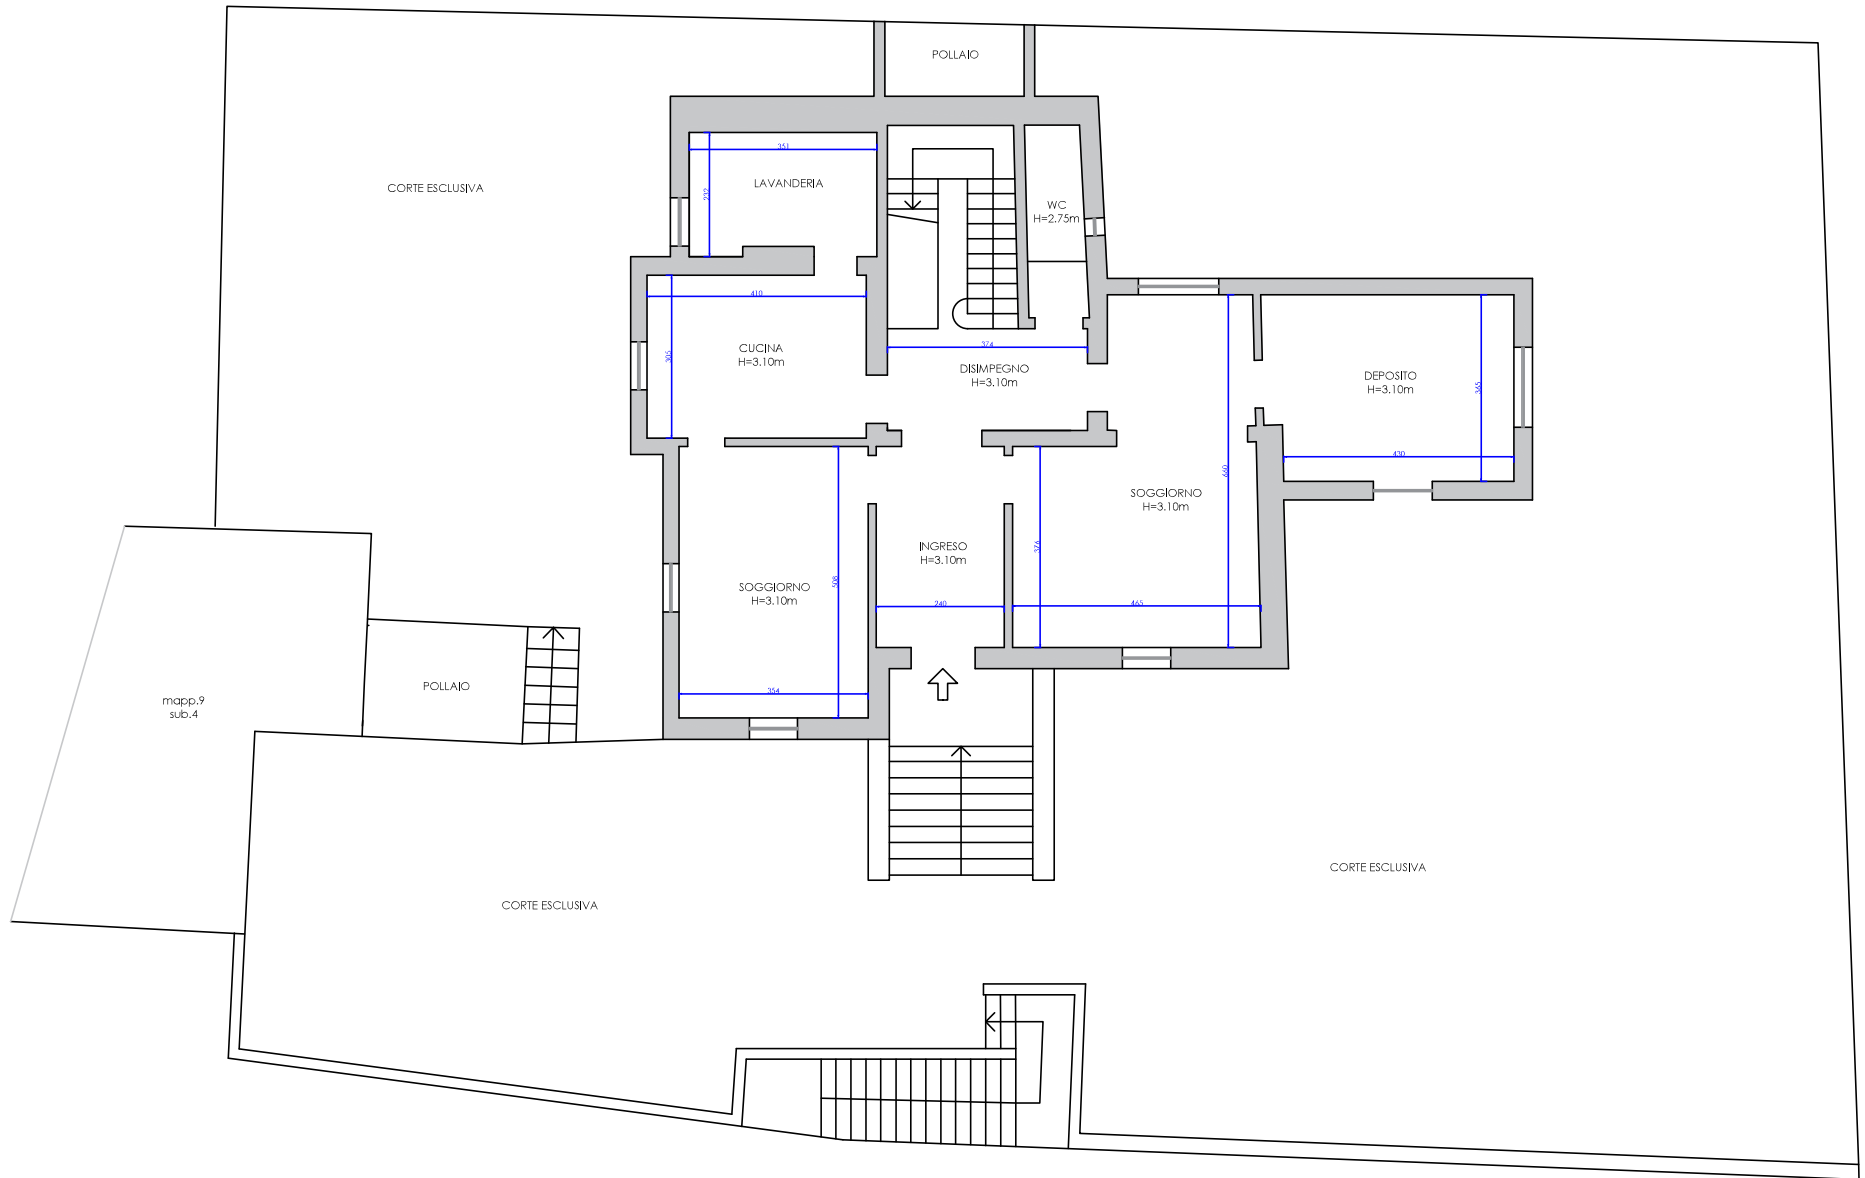 POLLAIO
CORTE ESCLUSIVA
351
232
LAVANDERIA
WC
H=2.75m
410
305
CUCINA
H=3.10m
374
DISIMPEGNO
H=3.10m
DEPOSITO
H=3.10m
365
430
660
SOGGIORNO
H=3.10m
376
465
INGRESO
H=3.10m
240
SOGGIORNO
H=3.10m
508
354
POLLAIO
mapp.9
sub.4
CORTE ESCLUSIVA
CORTE ESCLUSIVA